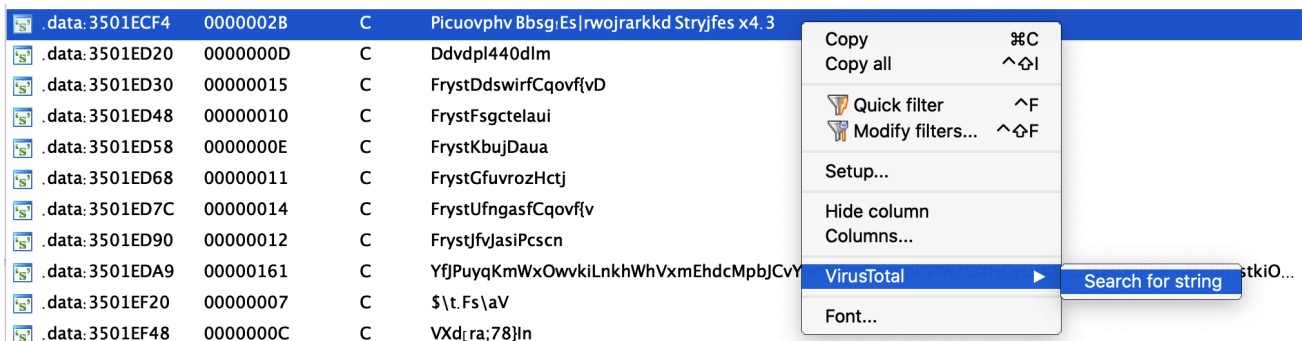 .data:3501ECF4 0000002B C Picuovphv Bbsg!Es|rwojrarkkd Stryjfes x4.3
.data:3501ED20 0000000D C Ddvdpl440dlm
.data:3501ED30 00000015 C FrystDdswirfCqovf{vD
.data:3501ED48 00000010 C FrystFsgctelaui
.data:3501ED58 0000000E C FrystKbujDaua
.data:3501ED68 00000011 C FrystGfuvrozHctj
.data:3501ED7C 00000014 C FrystUfngasfCqovf{v
.data:3501ED90 00000012 C FrystJfvJasiPcscn
.data:3501EDA9 00000161 C YfJPuyqKmWxOwvkiLnkhWhVxmEhdcMpbJCvY stkiO...
.data:3501EF20 00000007 C $\t.Fs\aV
.data:3501EF48 0000000C C VXd[ra;78}In
Copy ⌘C
Copy all ^⇧I
Quick filter ^F
Modify filters... ^⇧F
Setup...
Hide column
Columns...
VirusTotal ▶
Search for string
Font...